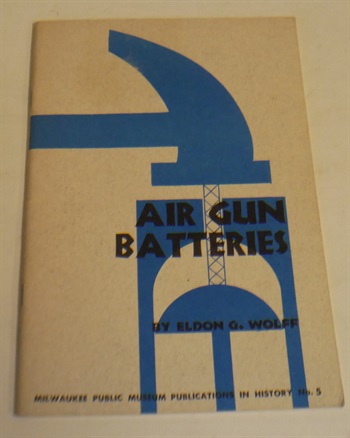 AIR GUN
BATTERIES
BY ELDON G. WOLFF
MILWAUKEE PUBLIC MUSEUM PUBLICATIONS IN HISTORY No. 5